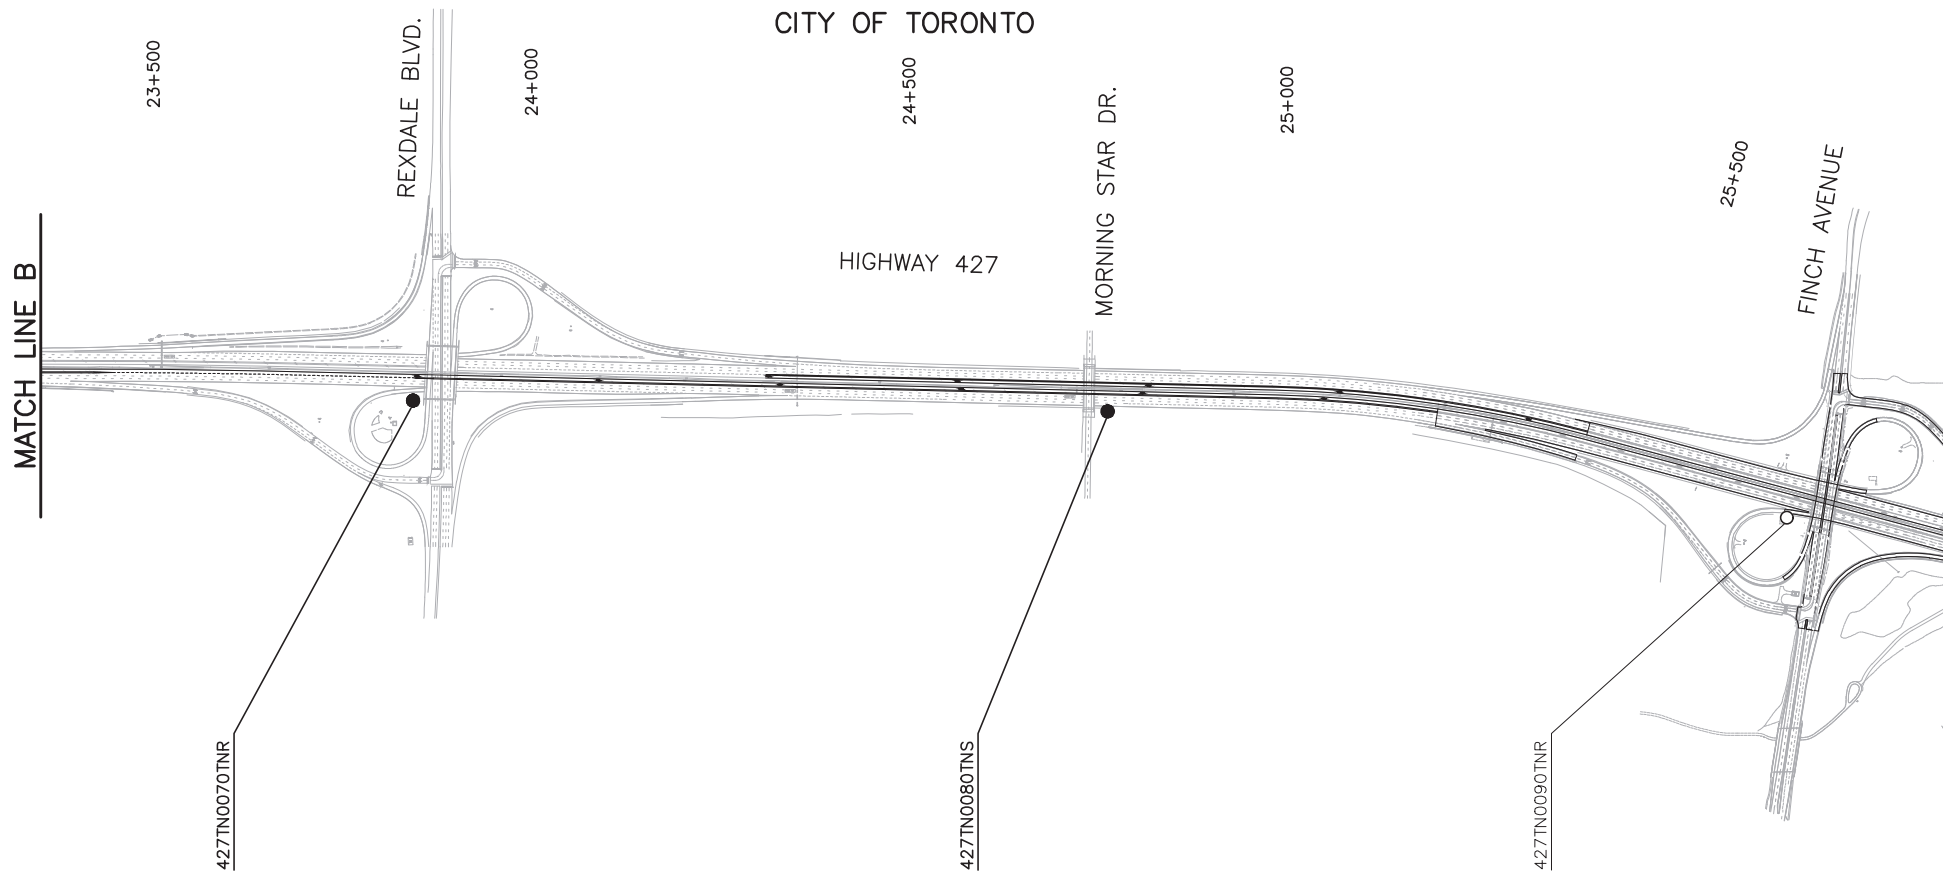 CITY OF TORONTO
23+500
REXDALE BLVD.
24+000
24+500
MORNING STAR DR.
25+000
25+500
FINCH AVENUE
HIGHWAY 427
MATCH LINE B
427TN0070TNR
427TN0080TNS
427TN0090TNR